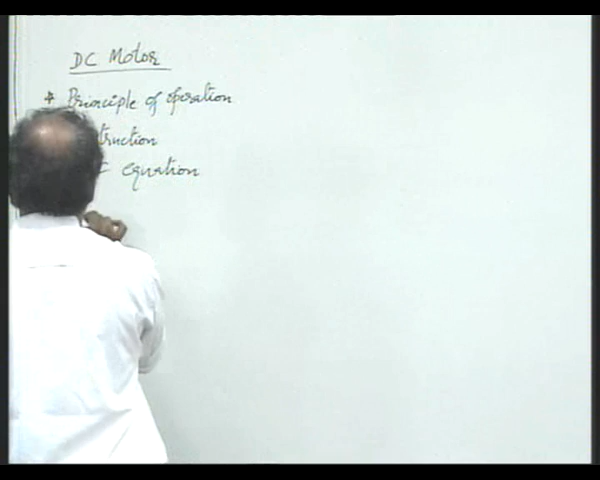 DC Motor
* Principle of operation
truction
equation